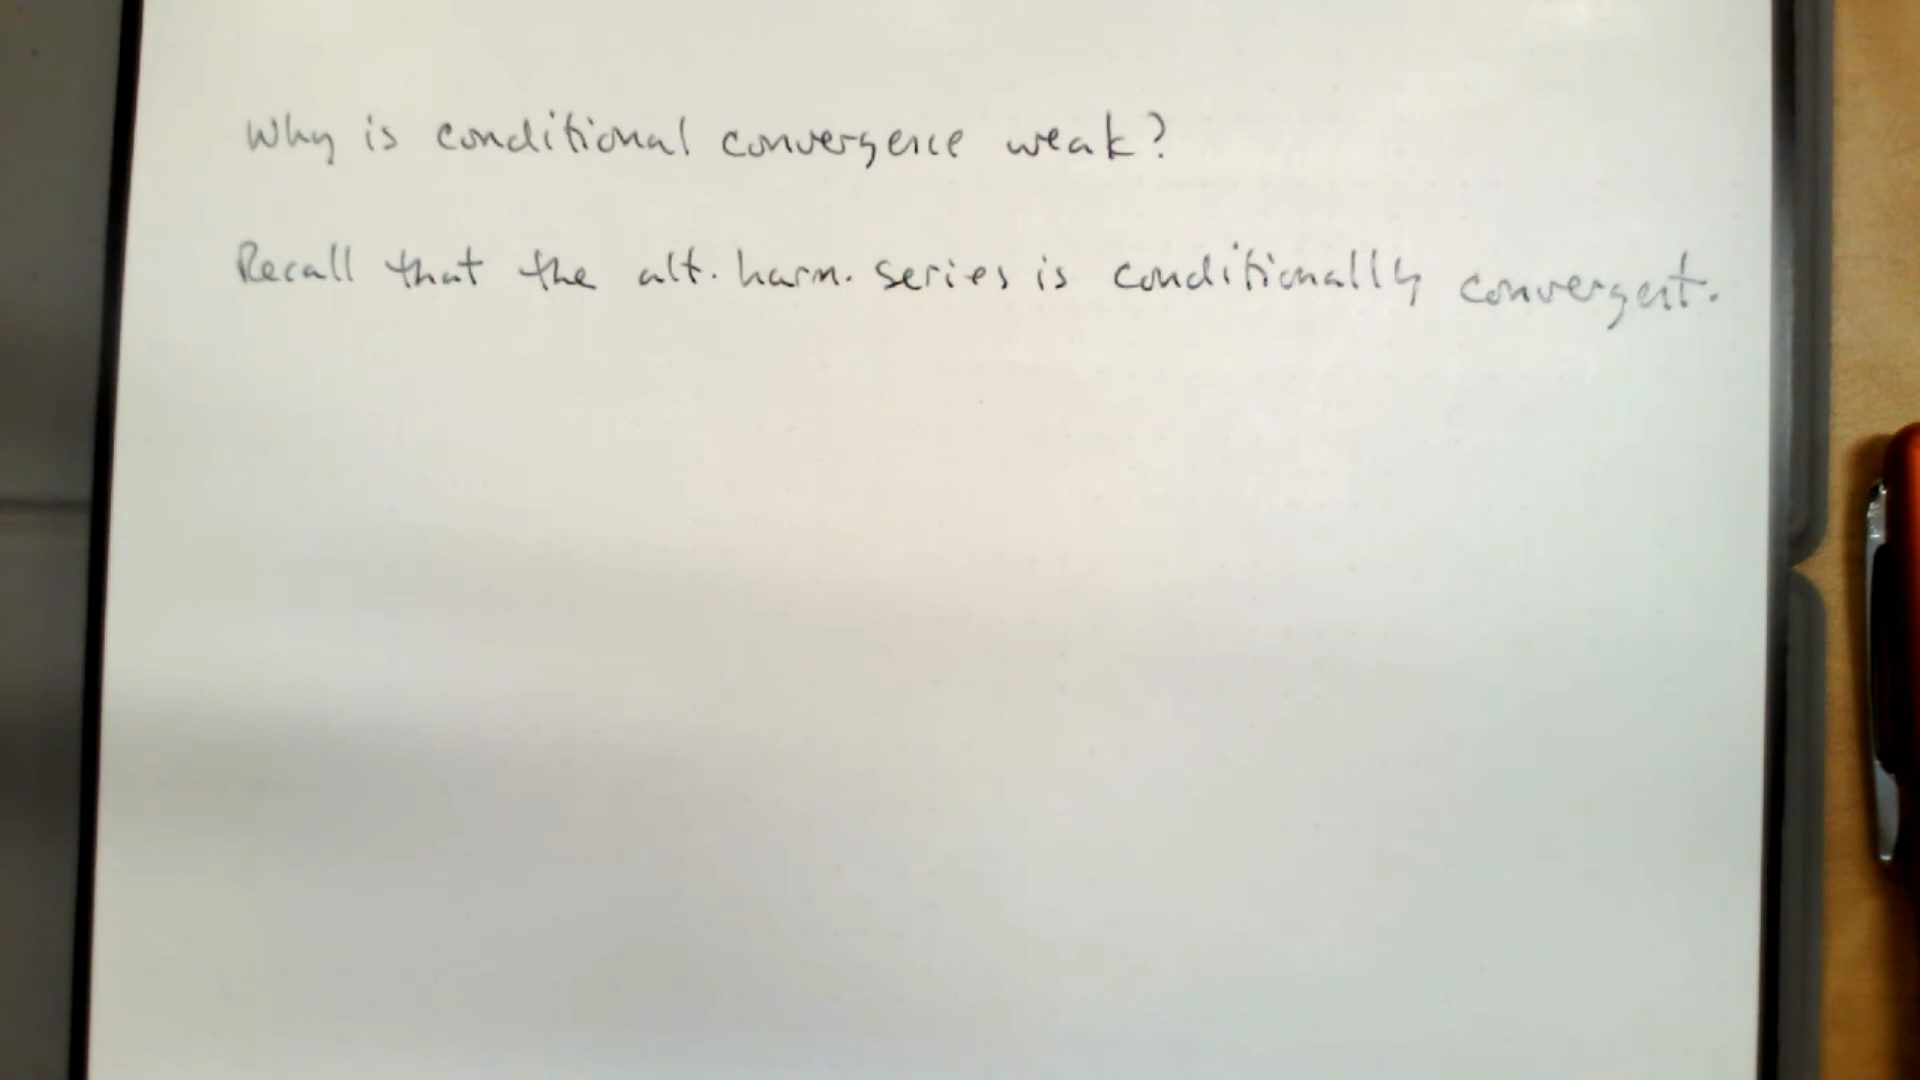 Why is conditional convergence weak?
Recall that the alt. harm. series is conditionally convergent.